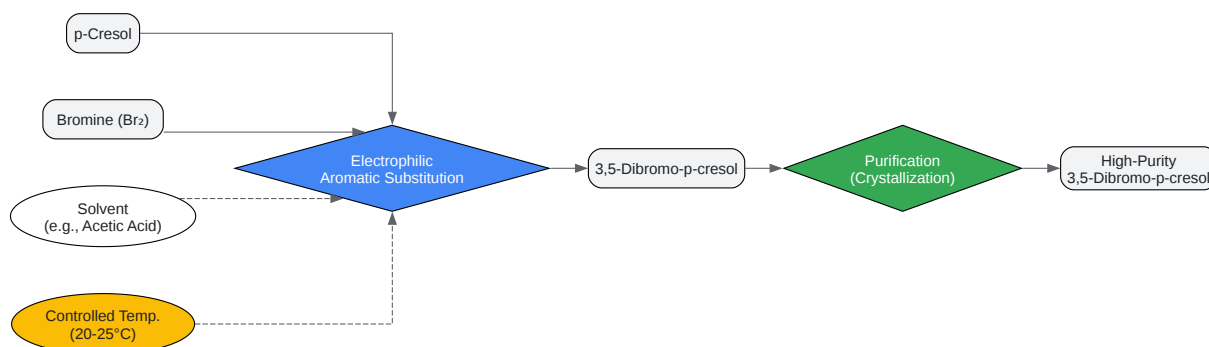 p-Cresol
Bromine (Br₂)
Solvent
(e.g., Acetic Acid)
Controlled Temp.
(20-25°C)
Electrophilic
Aromatic Substitution
3,5-Dibromo-p-cresol
Purification
(Crystallization)
High-Purity
3,5-Dibromo-p-cresol